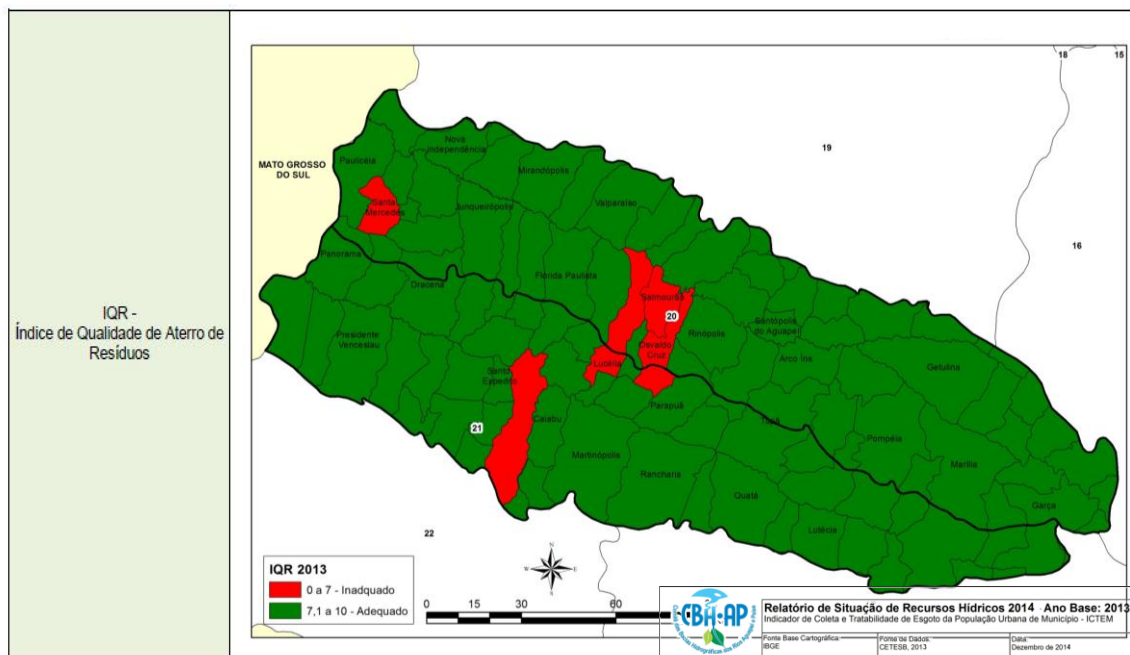 IQR -
Índice de Qualidade de Aterro de
Resíduos
18
15
19
16
MATO GROSSO
DO SUL
Nova
Independência
Pauliceia
Mirandópolis
Santa
Mercedes
Junqueirópolis
Valparaíso
Panorama
Dracena
Flórida Paulista
Salmourão
20
Santópolis
do Aguapeí
Rinópolis
Presidente
Venceslau
Osvaldo
Cruz
Arco Íris
Getulina
Lucélia
Santo
Expedito
Parapuã
Caiabu
Tupã
21
Pompéia
Martinópolis
Marília
Rancharia
Quatá
Garça
Lutécia
22
N
W
E
S
IQR 2013
0 a 7 - Inadquado
7,1 a 10 - Adequado
0
15
30
60
CBH-AP
Relatório de Situação de Recursos Hídricos 2014 - Ano Base: 2013
Indicador de Coleta e Tratabilidade de Esgoto da População Urbana de Município - ICTEM
Fonte Base Cartográfica:
IBGE
Fonte de Dados:
CETESB, 2013
Data:
Dezembro de 2014